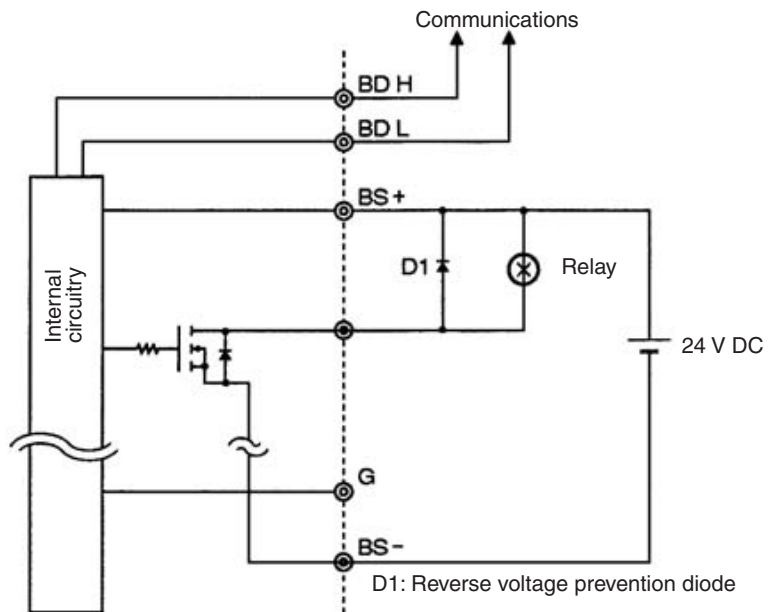 Communications
BD H
BD L
BS+
D1
Relay
Internal
circuitry
24 V DC
G
BS-
D1: Reverse voltage prevention diode